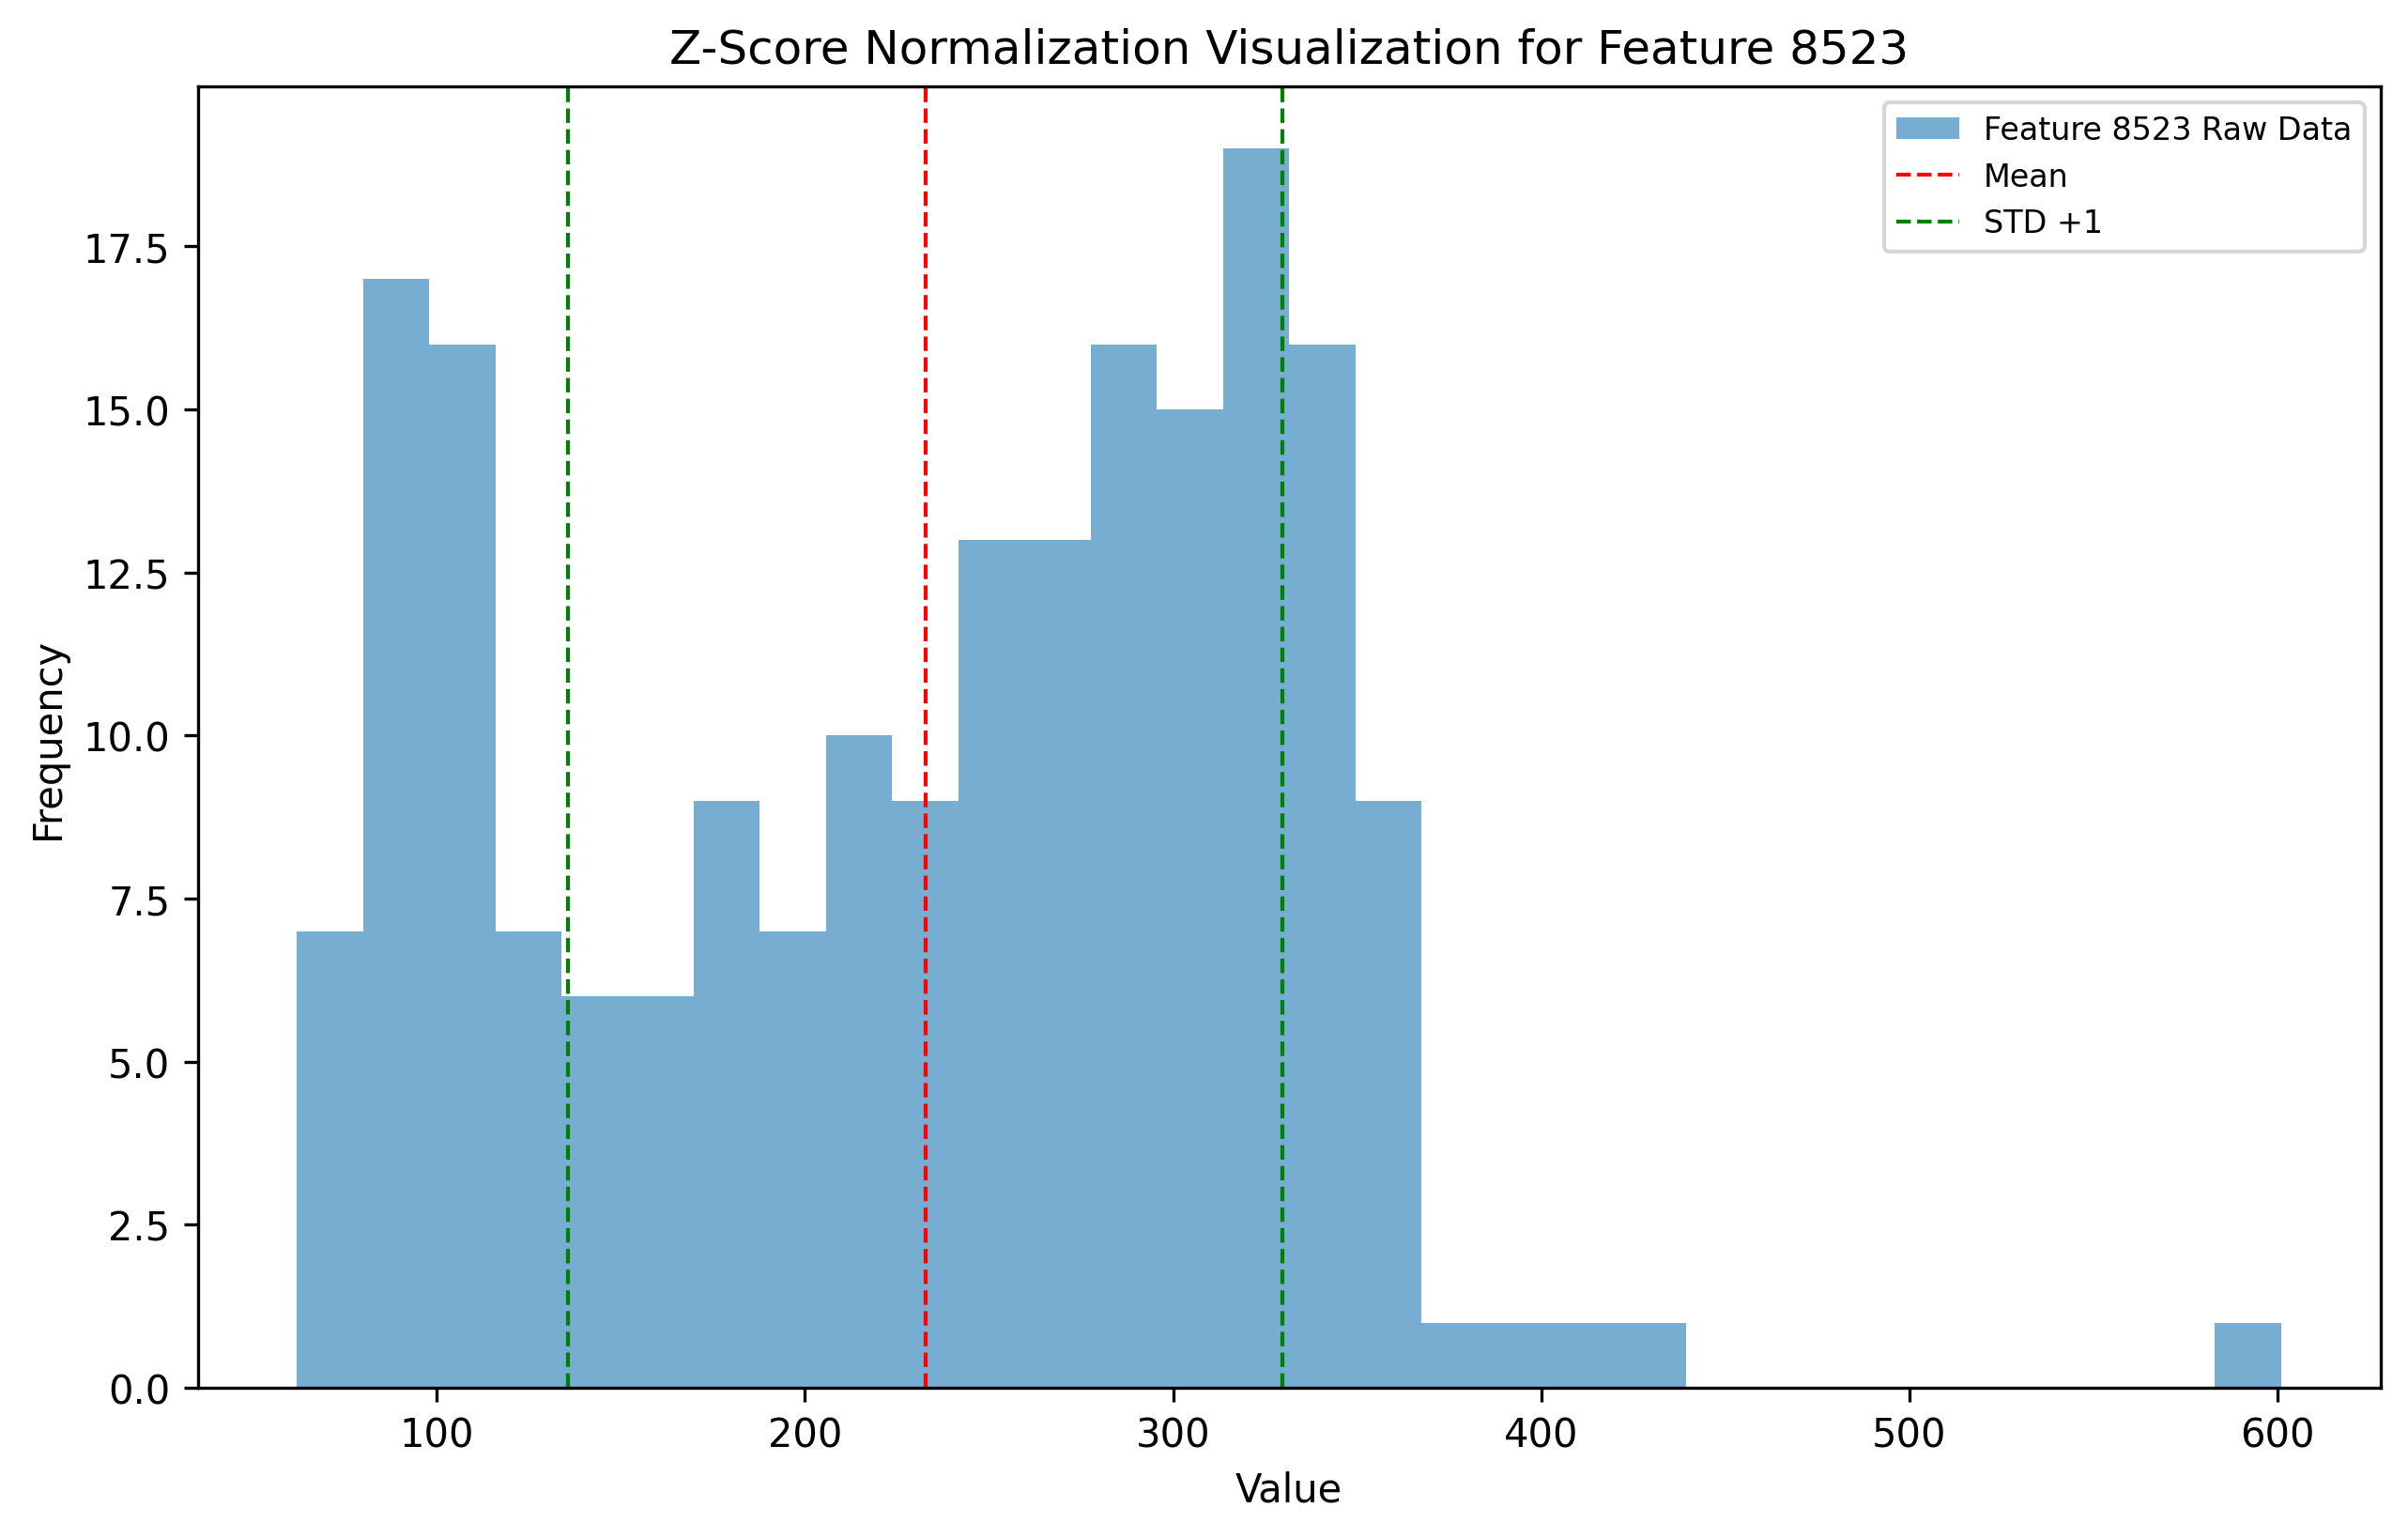 Z-Score Normalization Visualization for Feature 8523
Feature 8523 Raw Data
Mean
STD +1
Frequency
17.5
15.0
12.5
10.0
7.5
5.0
2.5
0.0
100 200 300 400 500 600
Value